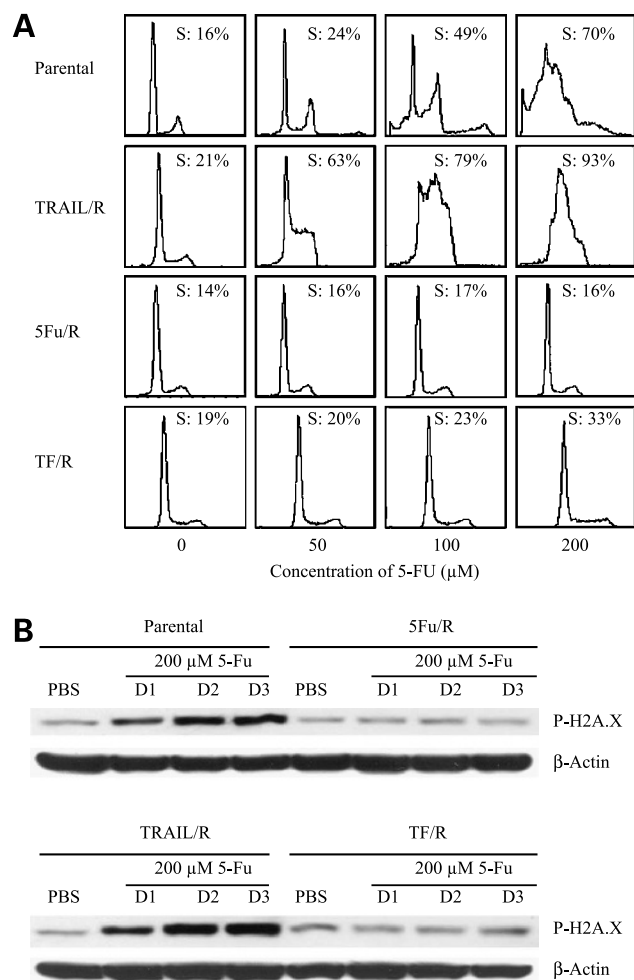 A
Parental
S: 16%
S: 24%
S: 49%
S: 70%
TRAIL/R
S: 21%
S: 63%
S: 79%
S: 93%
5Fu/R
S: 14%
S: 16%
S: 17%
S: 16%
TF/R
S: 19%
S: 20%
S: 23%
S: 33%
0 50 100 200
Concentration of 5-FU (µM)
B
Parental 5Fu/R
200 µM 5-Fu 200 µM 5-Fu
PBS D1 D2 D3 PBS D1 D2 D3
P-H2A.X
β-Actin
TRAIL/R TF/R
200 µM 5-Fu 200 µM 5-Fu
PBS D1 D2 D3 PBS D1 D2 D3
P-H2A.X
β-Actin